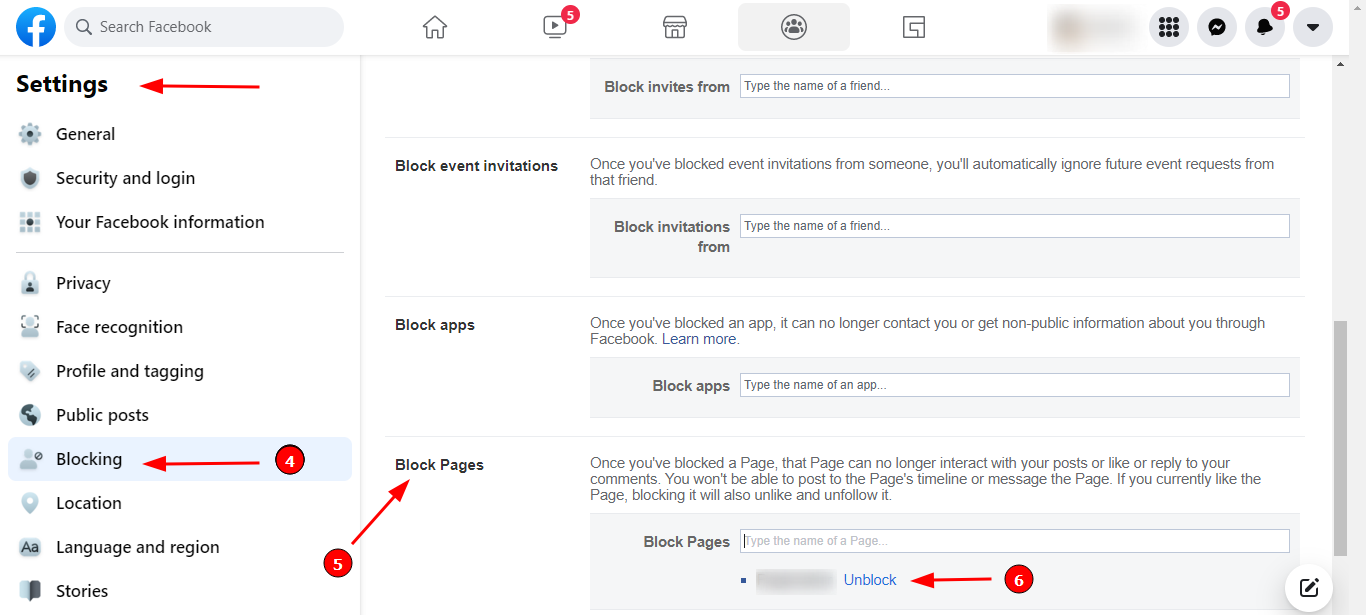 Search Facebook
5
5
Settings
General
Security and login
Your Facebook information
Privacy
Face recognition
Profile and tagging
Public posts
Blocking
4
Location
Language and region
Stories
5
Block invites from
Type the name of a friend...
Block event invitations
Once you've blocked event invitations from someone, you'll automatically ignore future event requests from
that friend.
Block invitations
from
Type the name of a friend...
Block apps
Once you've blocked an app, it can no longer contact you or get non-public information about you through
Facebook. Learn more.
Block apps
Type the name of an app...
Block Pages
Once you've blocked a Page, that Page can no longer interact with your posts or like or reply to your
comments. You won't be able to post to the Page's timeline or message the Page. If you currently like the
Page, blocking it will also unlike and unfollow it.
Block Pages
Type the name of a Page...
Unblock
6